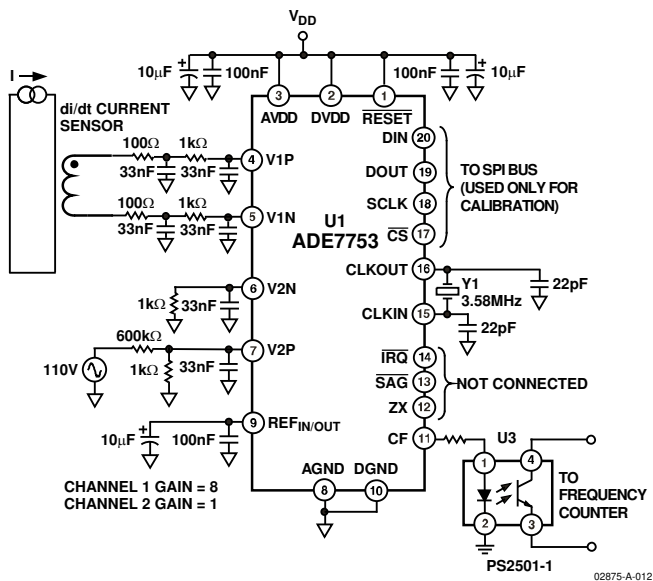 VDD
I
10µF
100nF
100nF
10µF
3
2
1
AVDD
DVDD
RESET
di/dt CURRENT
SENSOR
100Ω
1kΩ
33nF
33nF
4
V1P
100Ω
1kΩ
33nF
33nF
5
V1N
U1
ADE7753
DIN
20
DOUT
19
SCLK
18
CS
17
TO SPI BUS
(USED ONLY FOR
CALIBRATION)
1kΩ
33nF
6
V2N
CLKOUT
16
Y1
3.58MHz
22pF
CLKIN
15
22pF
600kΩ
110V
1kΩ
33nF
7
V2P
IRQ
14
SAG
13
ZX
12
NOT CONNECTED
10µF
100nF
9
REFIN/OUT
CF
11
U3
1
4
2
3
TO
FREQUENCY
COUNTER
PS2501-1
AGND
DGND
8
10
CHANNEL 1 GAIN = 8
CHANNEL 2 GAIN = 1
02875-A-012